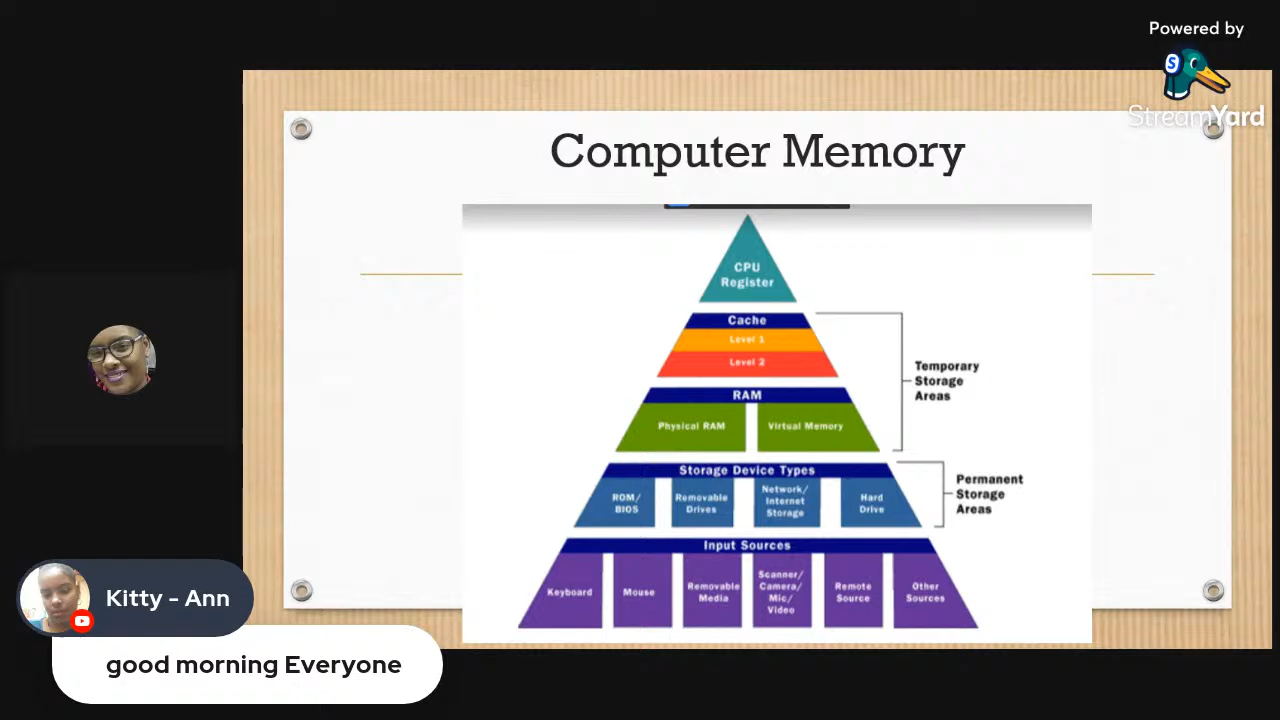 Powered by
StreamYard
Computer Memory
CPU
Register
Cache
Level 1
Level 2
RAM
Physical RAM
Virtual Memory
Temporary
Storage
Areas
Storage Device Types
ROM/
BIOS
Removable
Drives
Network/
Internet
Storage
Hard
Drive
Permanent
Storage
Areas
Input Sources
Keyboard
Mouse
Removable
Media
Scanner/
Camera/
Mic/
Video
Remote
Source
Other
Sources
Kitty - Ann
good morning Everyone